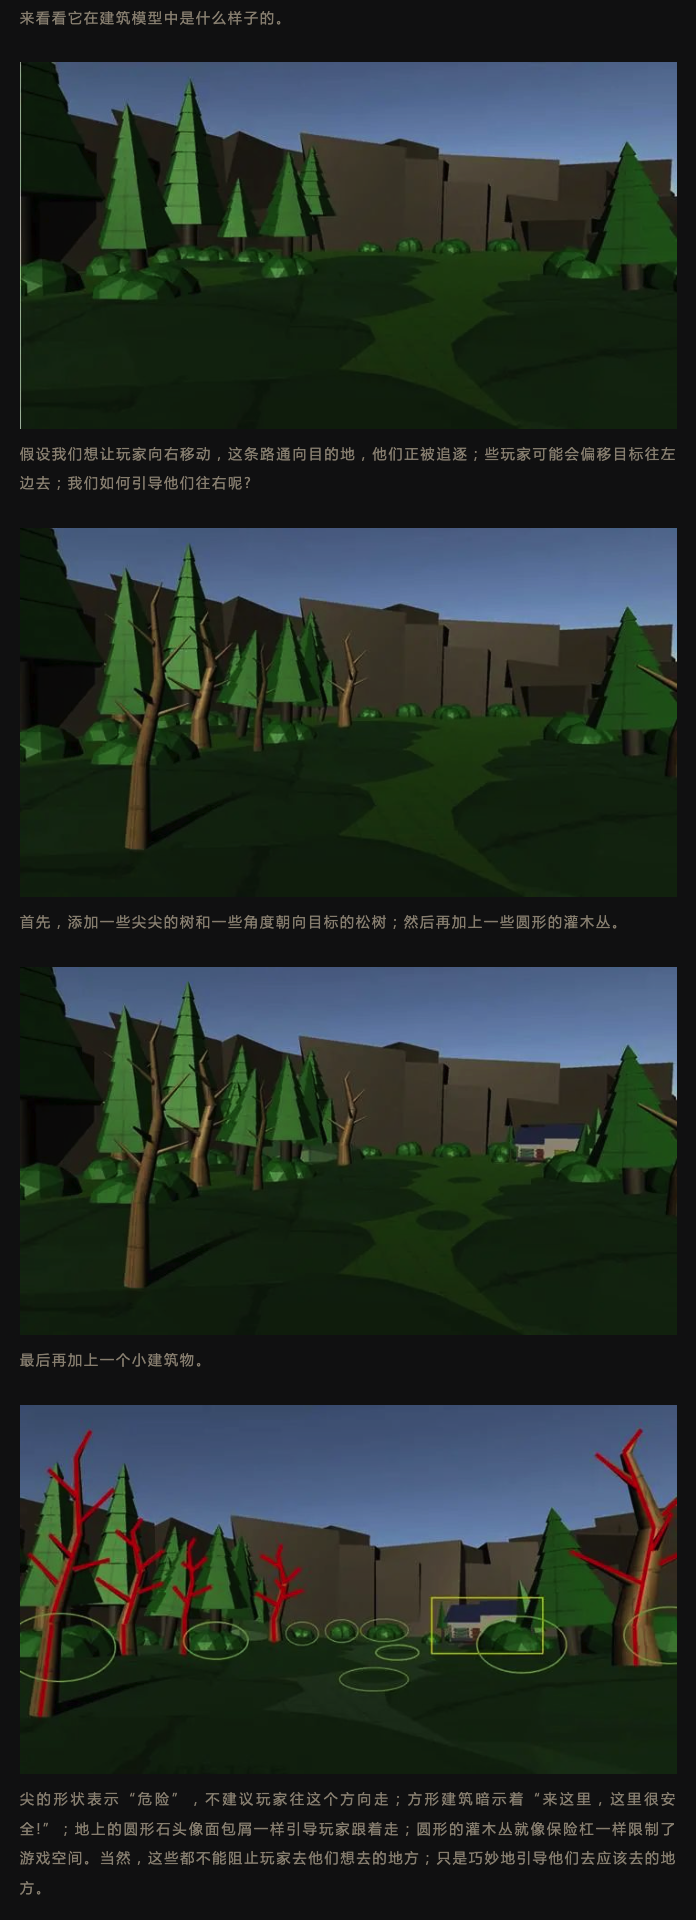 来看看它在建筑模型中是什么样子的。
假设我们想让玩家向右移动，这条路通向目的地，他们正被追逐；些玩家可能会偏移目标往左
边去；我们如何引导他们往右呢？
首先，添加一些尖尖的树和一些角度朝向目标的松树；然后再加上一些圆形的灌木丛。
最后再加上一个小建筑物。
尖的形状表示“危险”，不建议玩家往这个方向走；方形建筑暗示着“来这里，这里很安
全！”；地上的圆形石头像面包屑一样引导玩家跟着走；圆形的灌木丛就像保险杠一样限制了
游戏空间。当然，这些都不能阻止玩家去他们想去的地方；只是巧妙地引导他们去应该去的地
方。